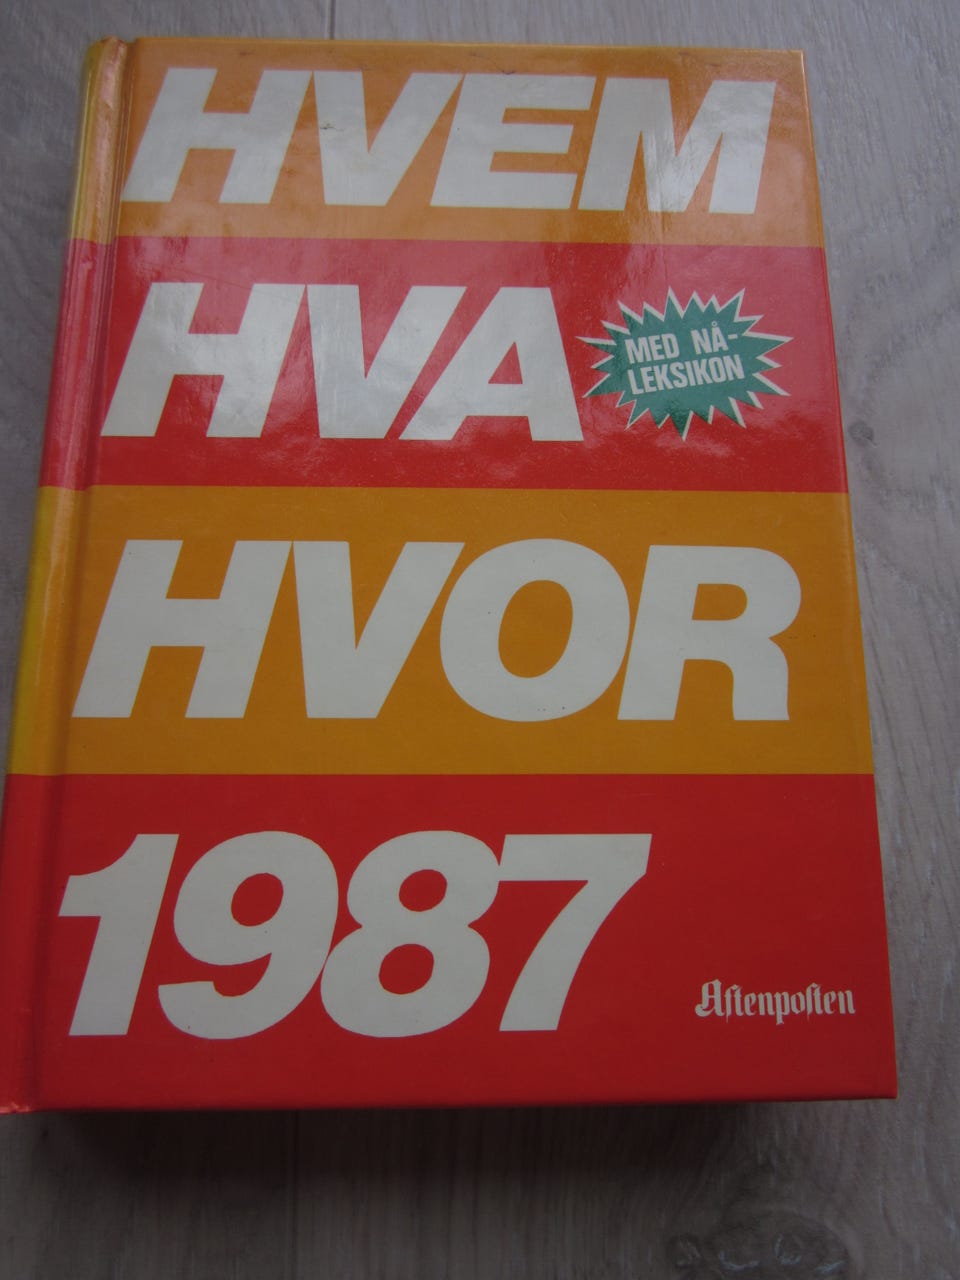 HVEM
HVA
MED NÅ-
LEKSIKON
HVOR
1987
Aftenposten